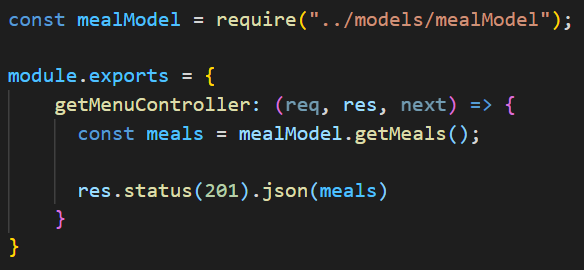 const mealModel = require("../models/mealModel");
module.exports = {
getMenuController: (req, res, next) => {
const meals = mealModel.getMeals();
res.status(201).json(meals)
}
}